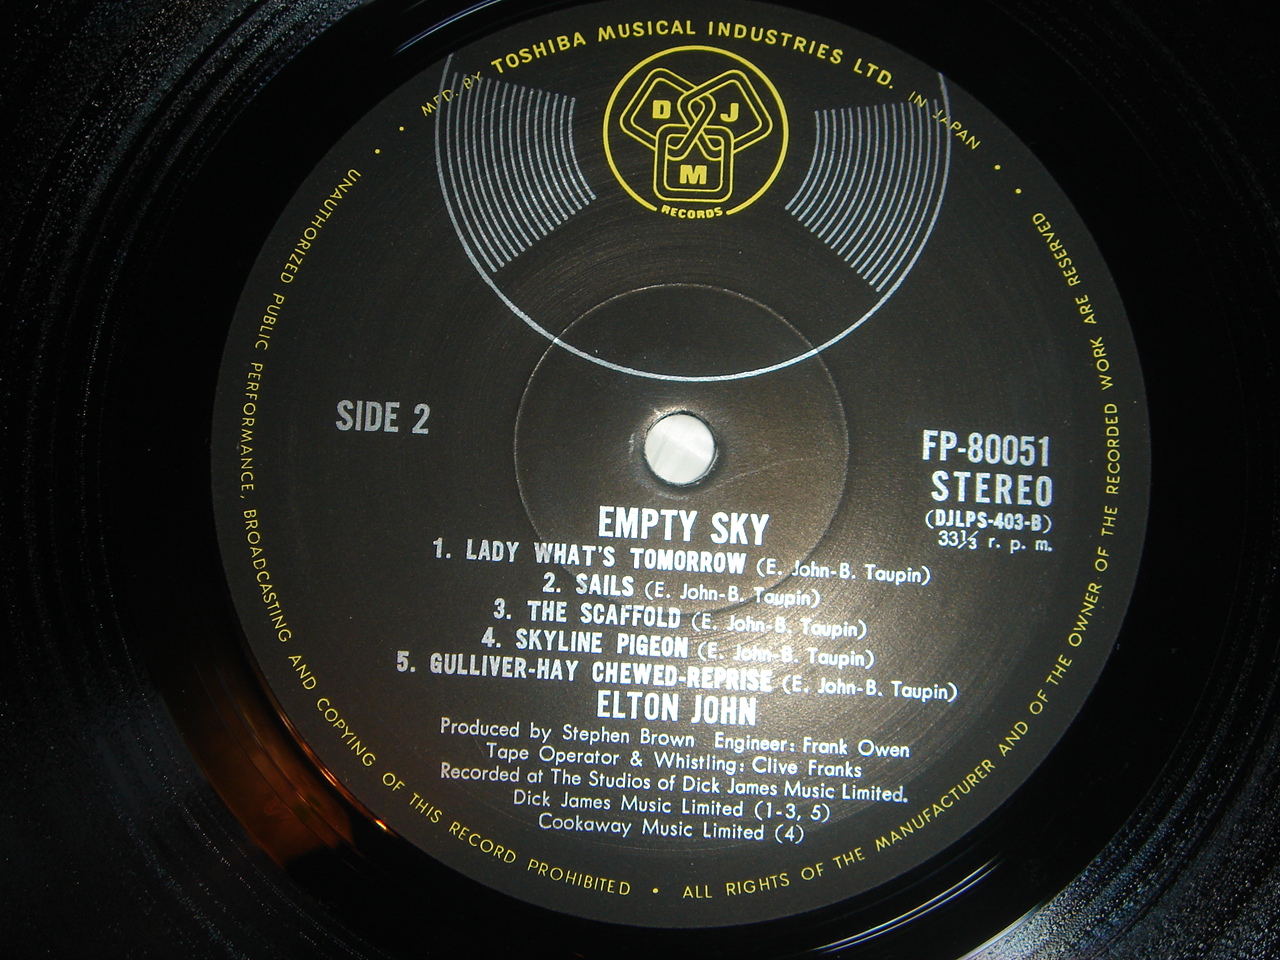 MFD. BY TOSHIBA MUSICAL INDUSTRIES LTD. IN JAPAN
D J
M
RECORDS
SIDE 2
FP-80051
STEREO
(DJLPS-403-B)
33⅓ r. p. m.
EMPTY SKY
1. LADY WHAT'S TOMORROW (E. John-B. Taupin)
2. SAILS (E. John-B. Taupin)
3. THE SCAFFOLD (E. John-B. Taupin)
4. SKYLINE PIGEON (E. John-B. Taupin)
5. GULLIVER-HAY CHEWED-REPRISE (E. John-B. Taupin)
ELTON JOHN
Produced by Stephen Brown Engineer: Frank Owen
Tape Operator & Whistling: Clive Franks
Recorded at The Studios of Dick James Music Limited.
Dick James Music Limited (1-3, 5)
Cookaway Music Limited (4)
UNAUTHORIZED PUBLIC PERFORMANCE, BROADCASTING AND COPYING OF THIS RECORD PROHIBITED • ALL RIGHTS OF THE MANUFACTURER AND OF THE OWNER OF THE RECORDED WORK ARE RESERVED